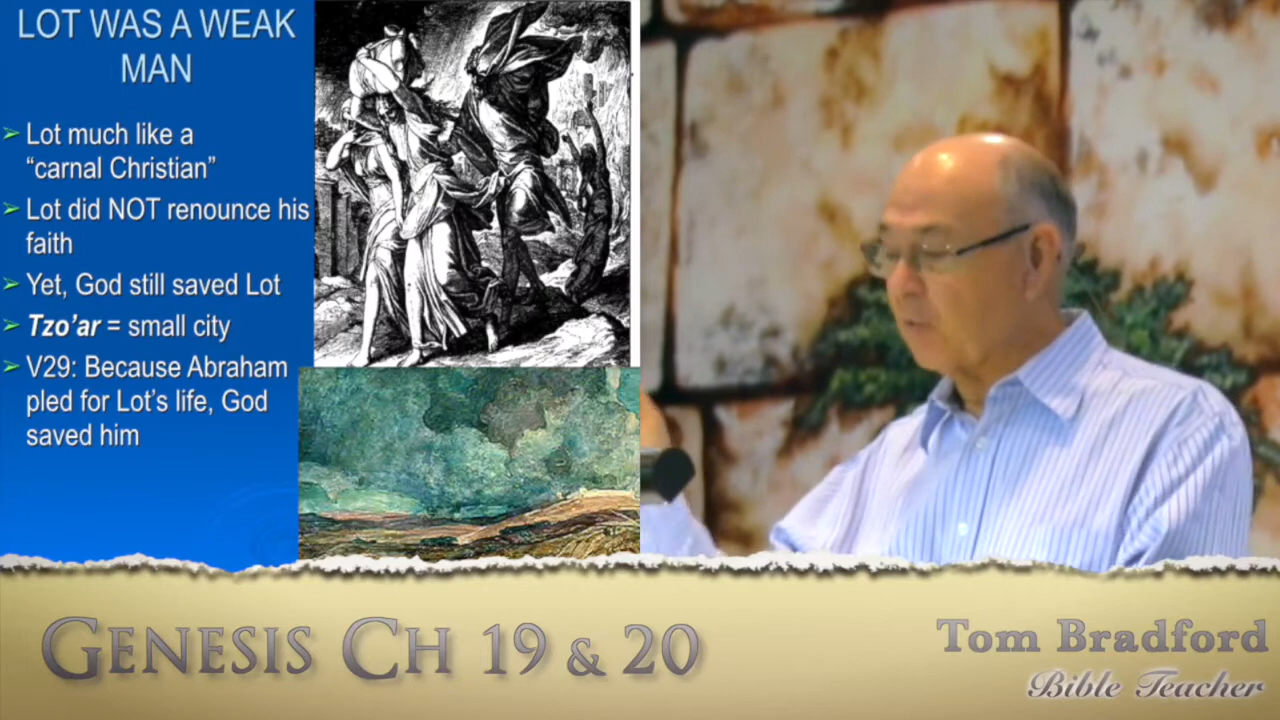 LOT WAS A WEAK
MAN
➢ Lot much like a
“carnal Christian”
➢ Lot did NOT renounce his
faith
➢ Yet, God still saved Lot
➢ Tzo’ar = small city
➢ V29: Because Abraham
pled for Lot’s life, God
saved him
GENESIS CH 19 & 20
Tom Bradford
Bible Teacher